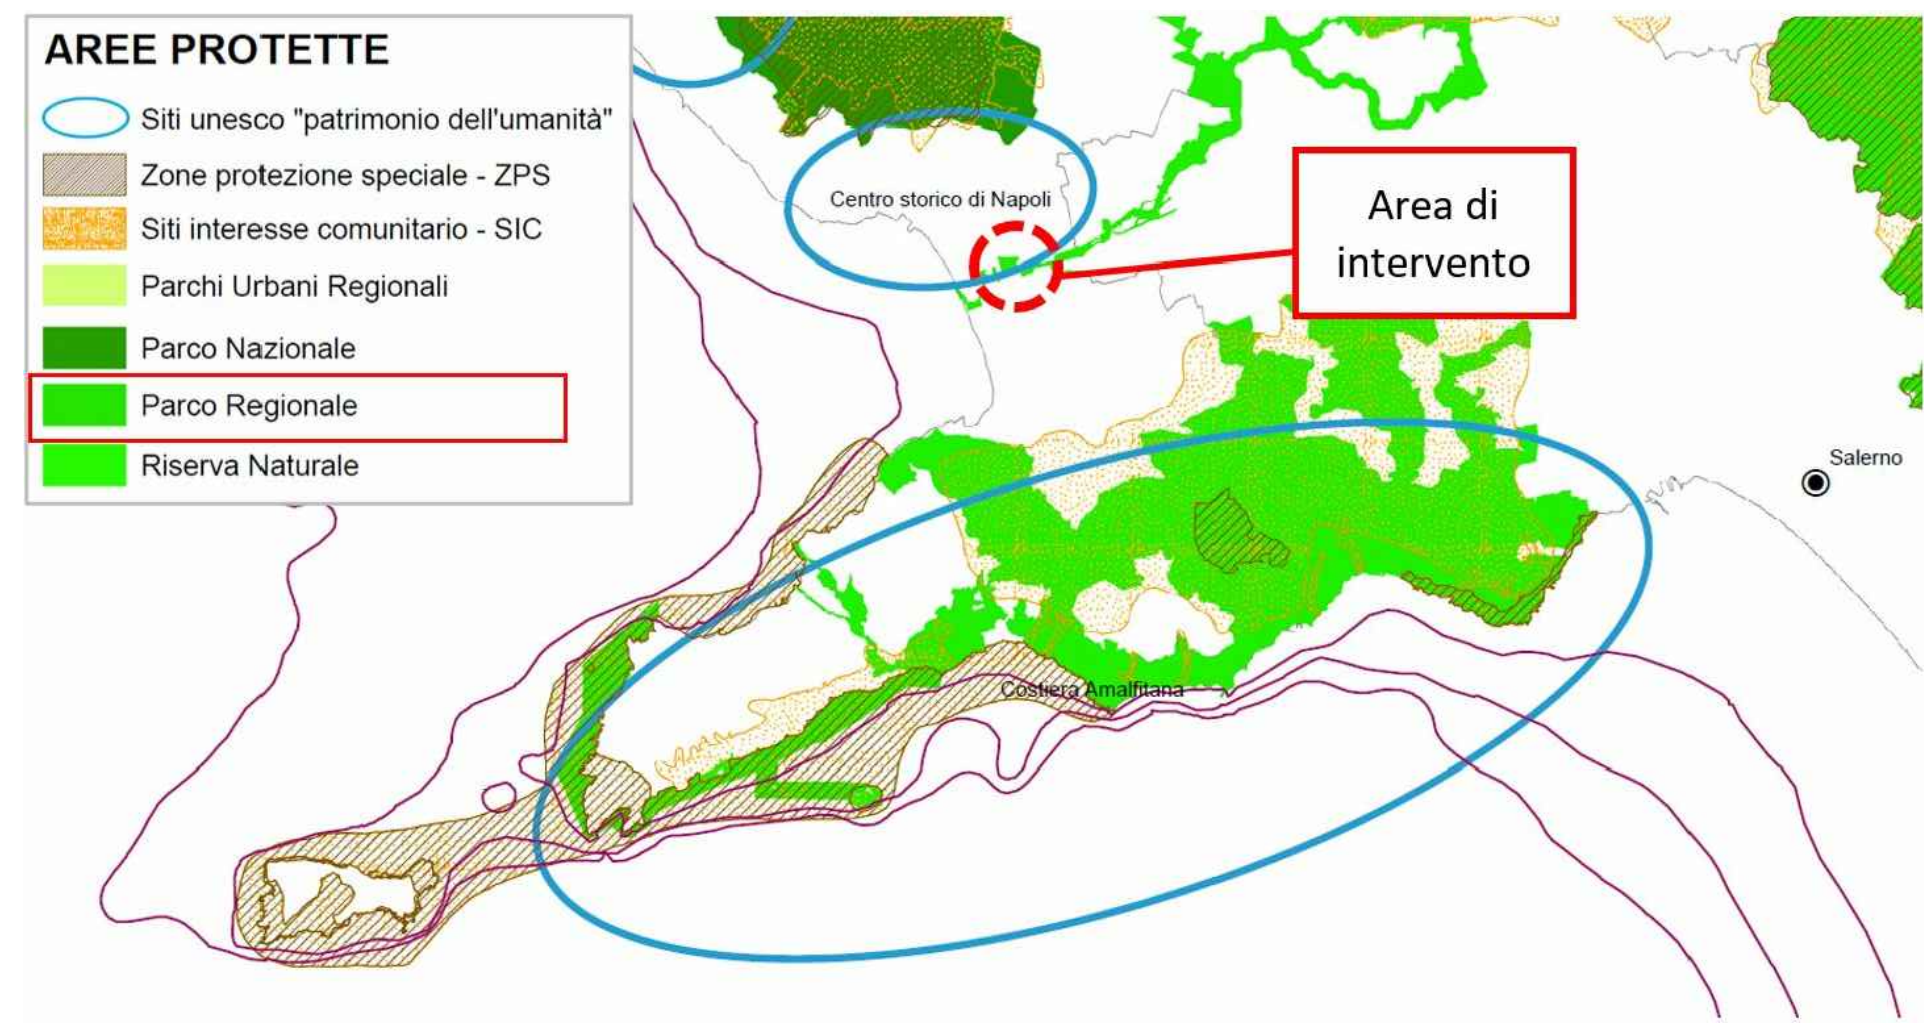 AREE PROTETTE
Siti unesco "patrimonio dell'umanità"
Zone protezione speciale - ZPS
Siti interesse comunitario - SIC
Parchi Urbani Regionali
Parco Nazionale
Parco Regionale
Riserva Naturale
Centro storico di Napoli
Area di
intervento
Salerno
Costiera Amalfitana